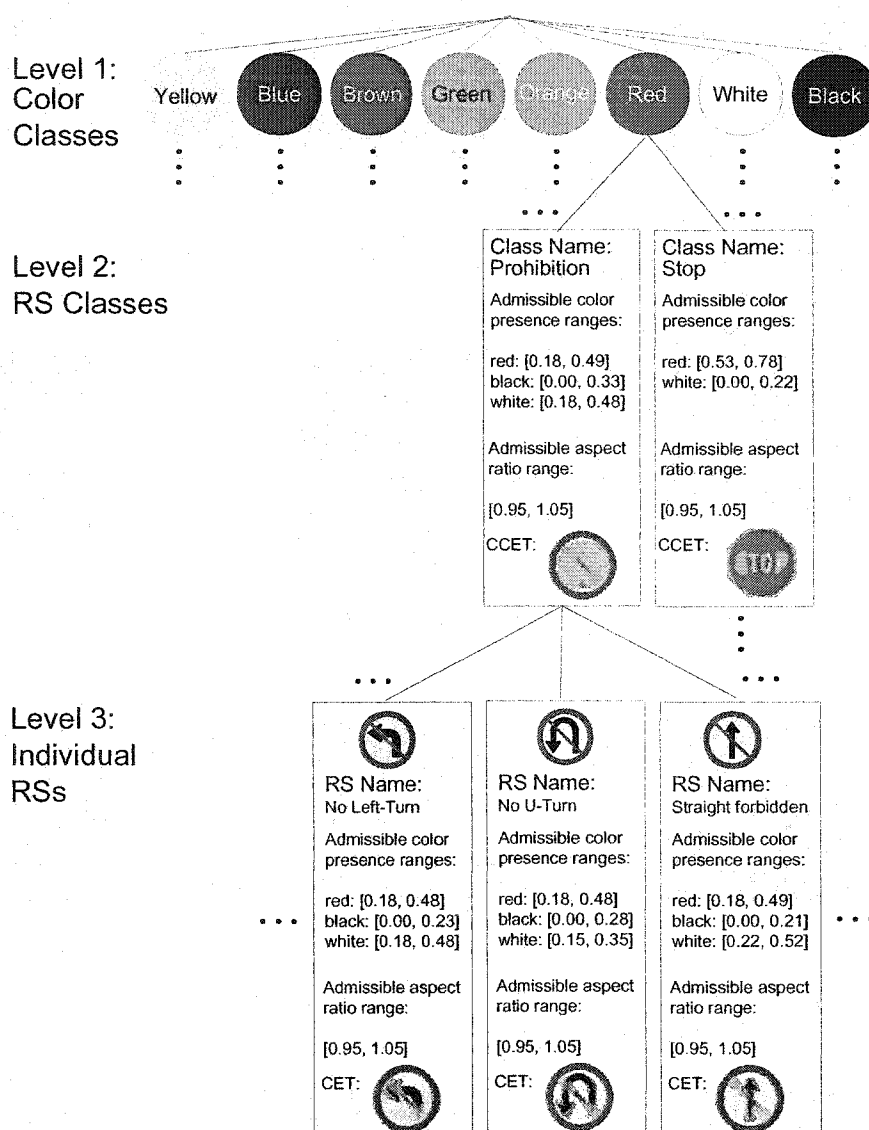 Level 1:
Color
Classes
Yellow
Blue
Brown
Green
Orange
Red
White
Black
Level 2:
RS Classes
Class Name:
Prohibition
Admissible color
presence ranges:
red: [0.18, 0.49]
black: [0.00, 0.33]
white: [0.18, 0.48]
Admissible aspect
ratio range:
[0.95, 1.05]
CCET:
Class Name:
Stop
Admissible color
presence ranges:
red: [0.53, 0.78]
white: [0.00, 0.22]
Admissible aspect
ratio range:
[0.95, 1.05]
CCET:
STOP
Level 3:
Individual
RSs
RS Name:
No Left-Turn
Admissible color
presence ranges:
red: [0.18, 0.48]
black: [0.00, 0.23]
white: [0.18, 0.48]
Admissible aspect
ratio range:
[0.95, 1.05]
CET:
RS Name:
No U-Turn
Admissible color
presence ranges:
red: [0.18, 0.48]
black: [0.00, 0.28]
white: [0.15, 0.35]
Admissible aspect
ratio range:
[0.95, 1.05]
CET:
RS Name:
Straight forbidden
Admissible color
presence ranges:
red: [0.18, 0.49]
black: [0.00, 0.21]
white: [0.22, 0.52]
Admissible aspect
ratio range:
[0.95, 1.05]
CET: